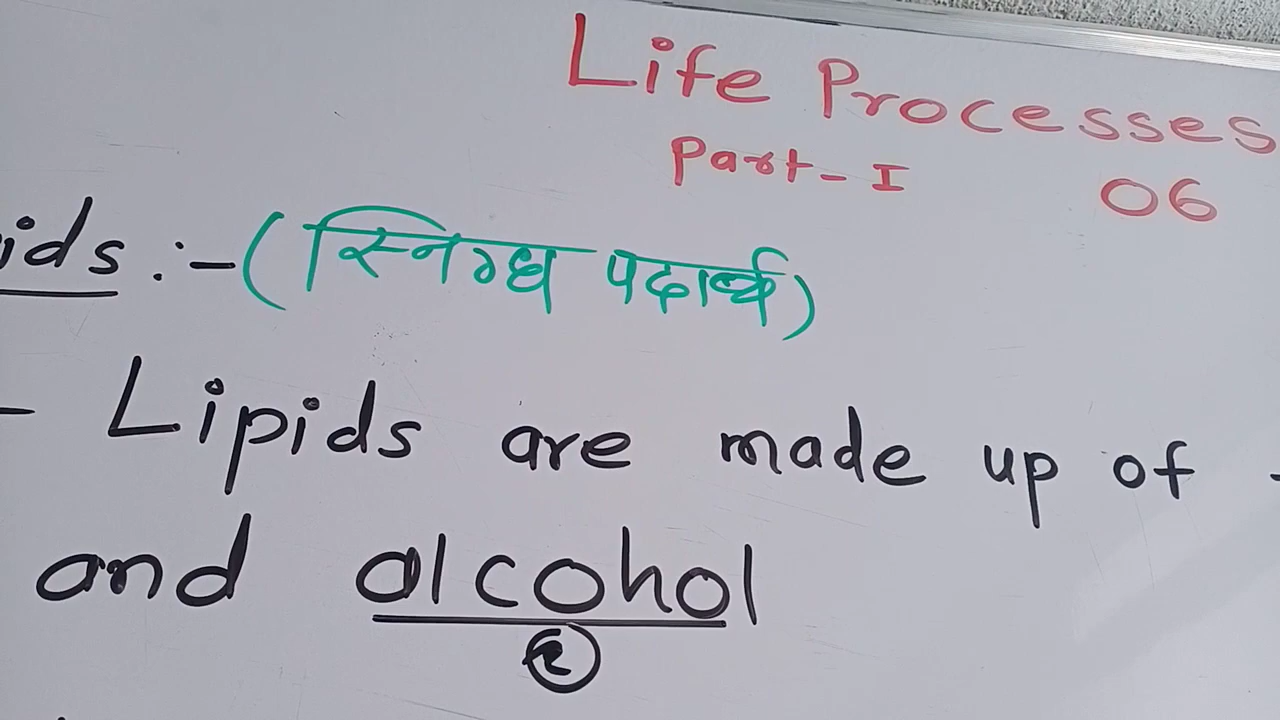 Life Processes
Part-I 06
ids :- (स्निग्ध पदार्थ)
- Lipids are made up of
and alcohol